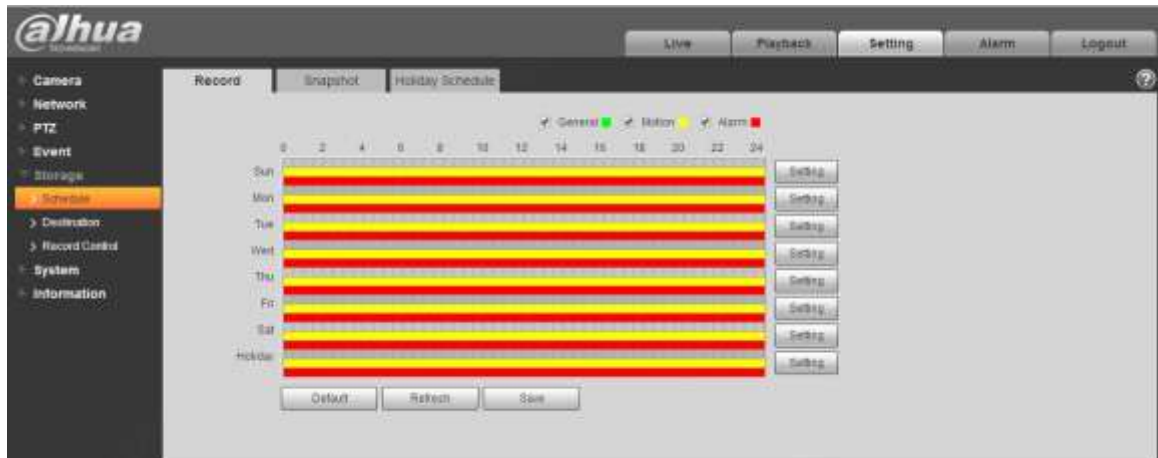 alhua
Live Playback Setting Alarm Logout
Camera
Network
PTZ
Event
Storage
Schedule
Destination
Record Control
System
Information
Record Snapshot Holiday Schedule
General Motion Alarm
0 2 4 6 8 10 12 14 16 18 20 22 24
Sun Setting
Mon Setting
Tue Setting
Wed Setting
Thu Setting
Fri Setting
Sat Setting
Holiday Setting
Default Refresh Save